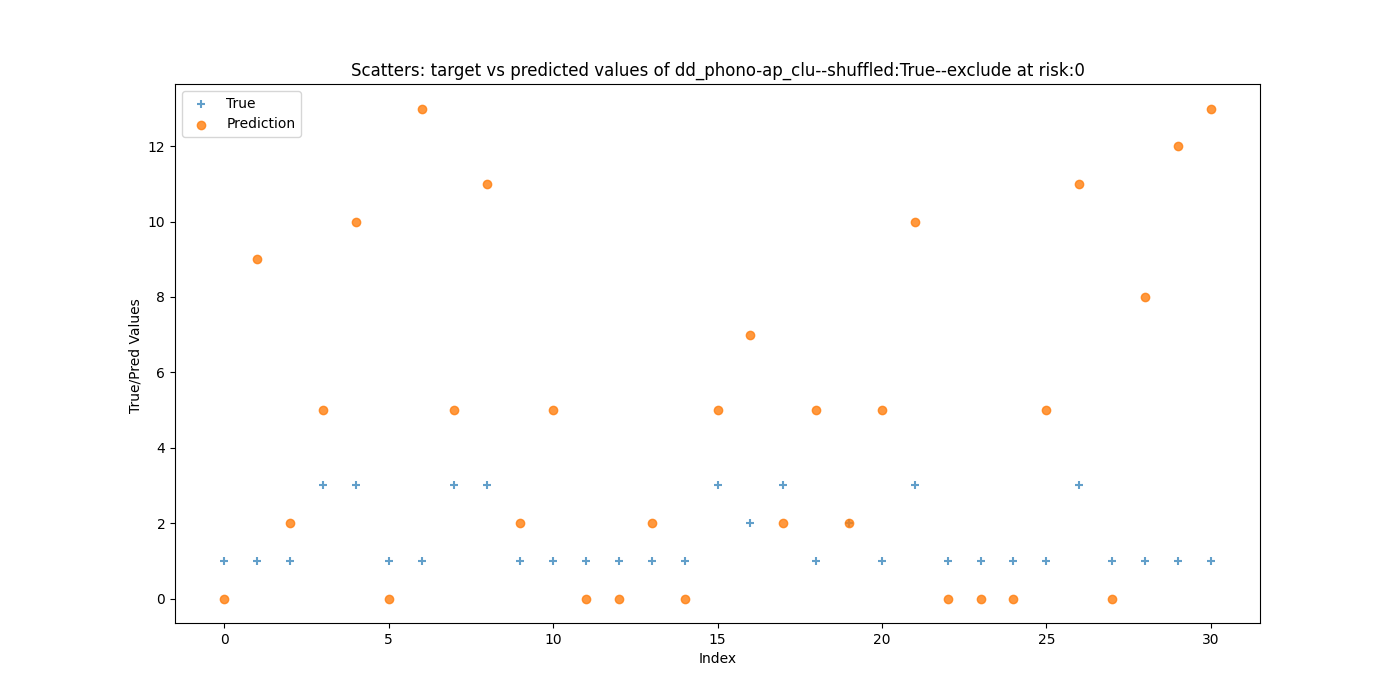 Scatters: target vs predicted values of dd_phono-ap_clu--shuffled:True--exclude at risk:0
True
Prediction
12
10
8
6
4
2
0
True/Pred Values
0 5 10 15 20 25 30
Index